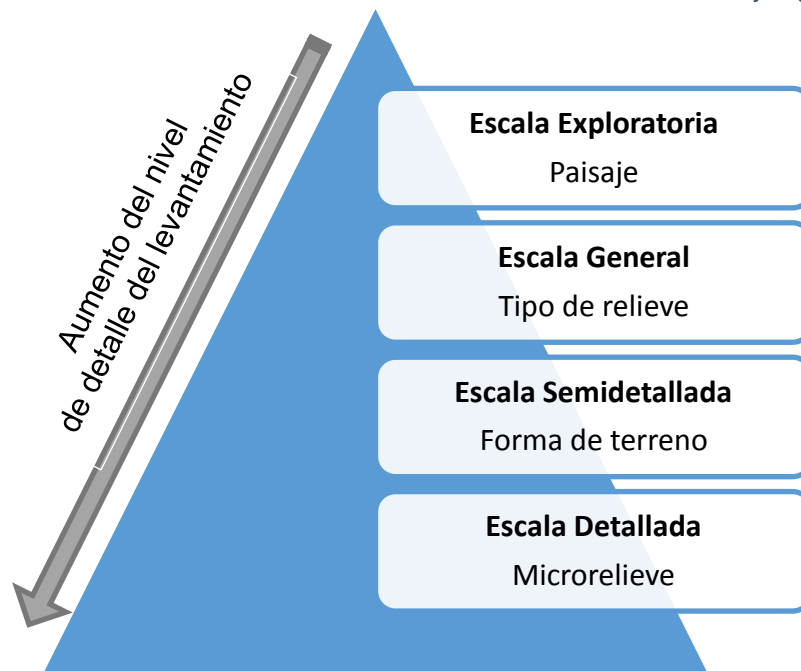 Aumento del nivel
de detalle del levantamiento
Escala Exploratoria
Paisaje
Escala General
Tipo de relieve
Escala Semidetallada
Forma de terreno
Escala Detallada
Microrelieve